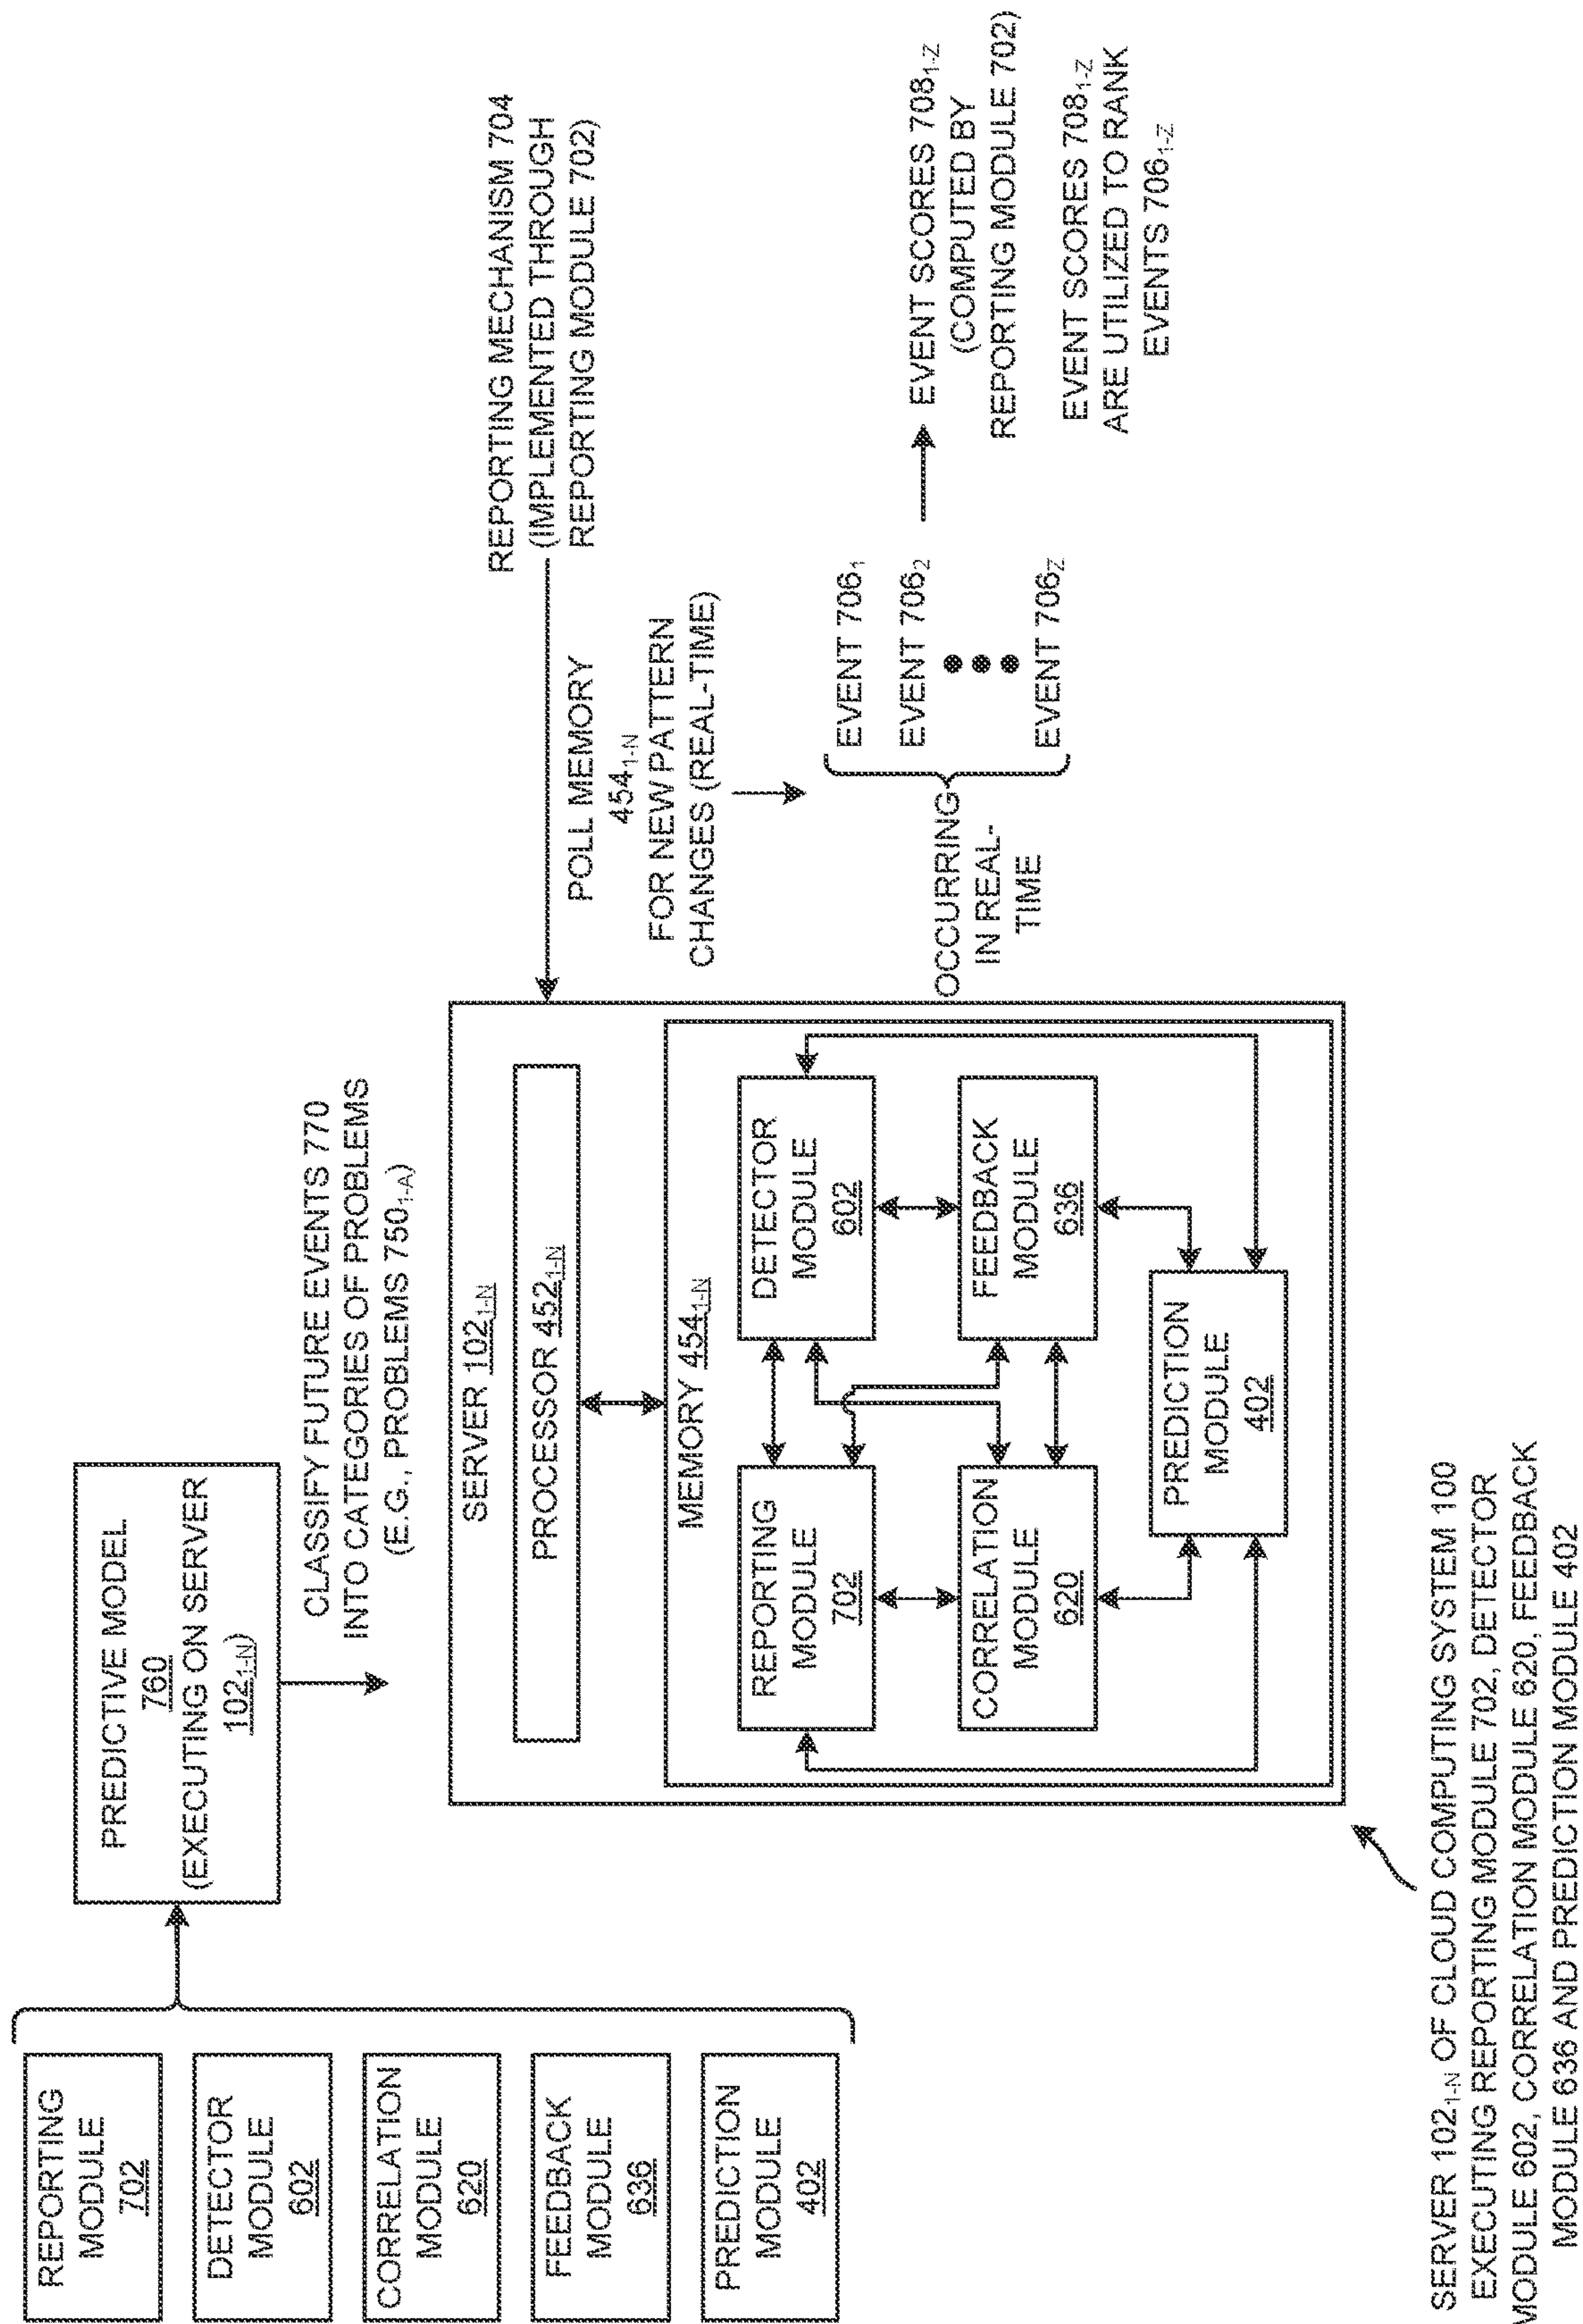 REPORTING
MODULE
702
DETECTOR
MODULE
602
CORRELATION
MODULE
620
FEEDBACK
MODULE
636
PREDICTION
MODULE
402
PREDICTIVE MODEL
760
(EXECUTING ON SERVER
102₁₋ₙ)
CLASSIFY FUTURE EVENTS 770
INTO CATEGORIES OF PROBLEMS
(E.G., PROBLEMS 750₁₋A)
SERVER 102₁₋ₙ
PROCESSOR 452₁₋ₙ
MEMORY 454₁₋ₙ
REPORTING
MODULE
702
DETECTOR
MODULE
602
CORRELATION
MODULE
620
FEEDBACK
MODULE
636
PREDICTION
MODULE
402
REPORTING MECHANISM 704
(IMPLEMENTED THROUGH
REPORTING MODULE 702)
POLL MEMORY
454₁₋ₙ
FOR NEW PATTERN
CHANGES (REAL-TIME)
OCCURRING
IN REAL-
TIME
EVENT 706₁
EVENT 706₂
EVENT 706Z
EVENT SCORES 708₁₋Z
(COMPUTED BY
REPORTING MODULE 702)
EVENT SCORES 708₁₋Z
ARE UTILIZED TO RANK
EVENTS 706₁₋Z
SERVER 102₁₋ₙ OF CLOUD COMPUTING SYSTEM 100
EXECUTING REPORTING MODULE 702, DETECTOR
MODULE 602, CORRELATION MODULE 620, FEEDBACK
MODULE 636 AND PREDICTION MODULE 402